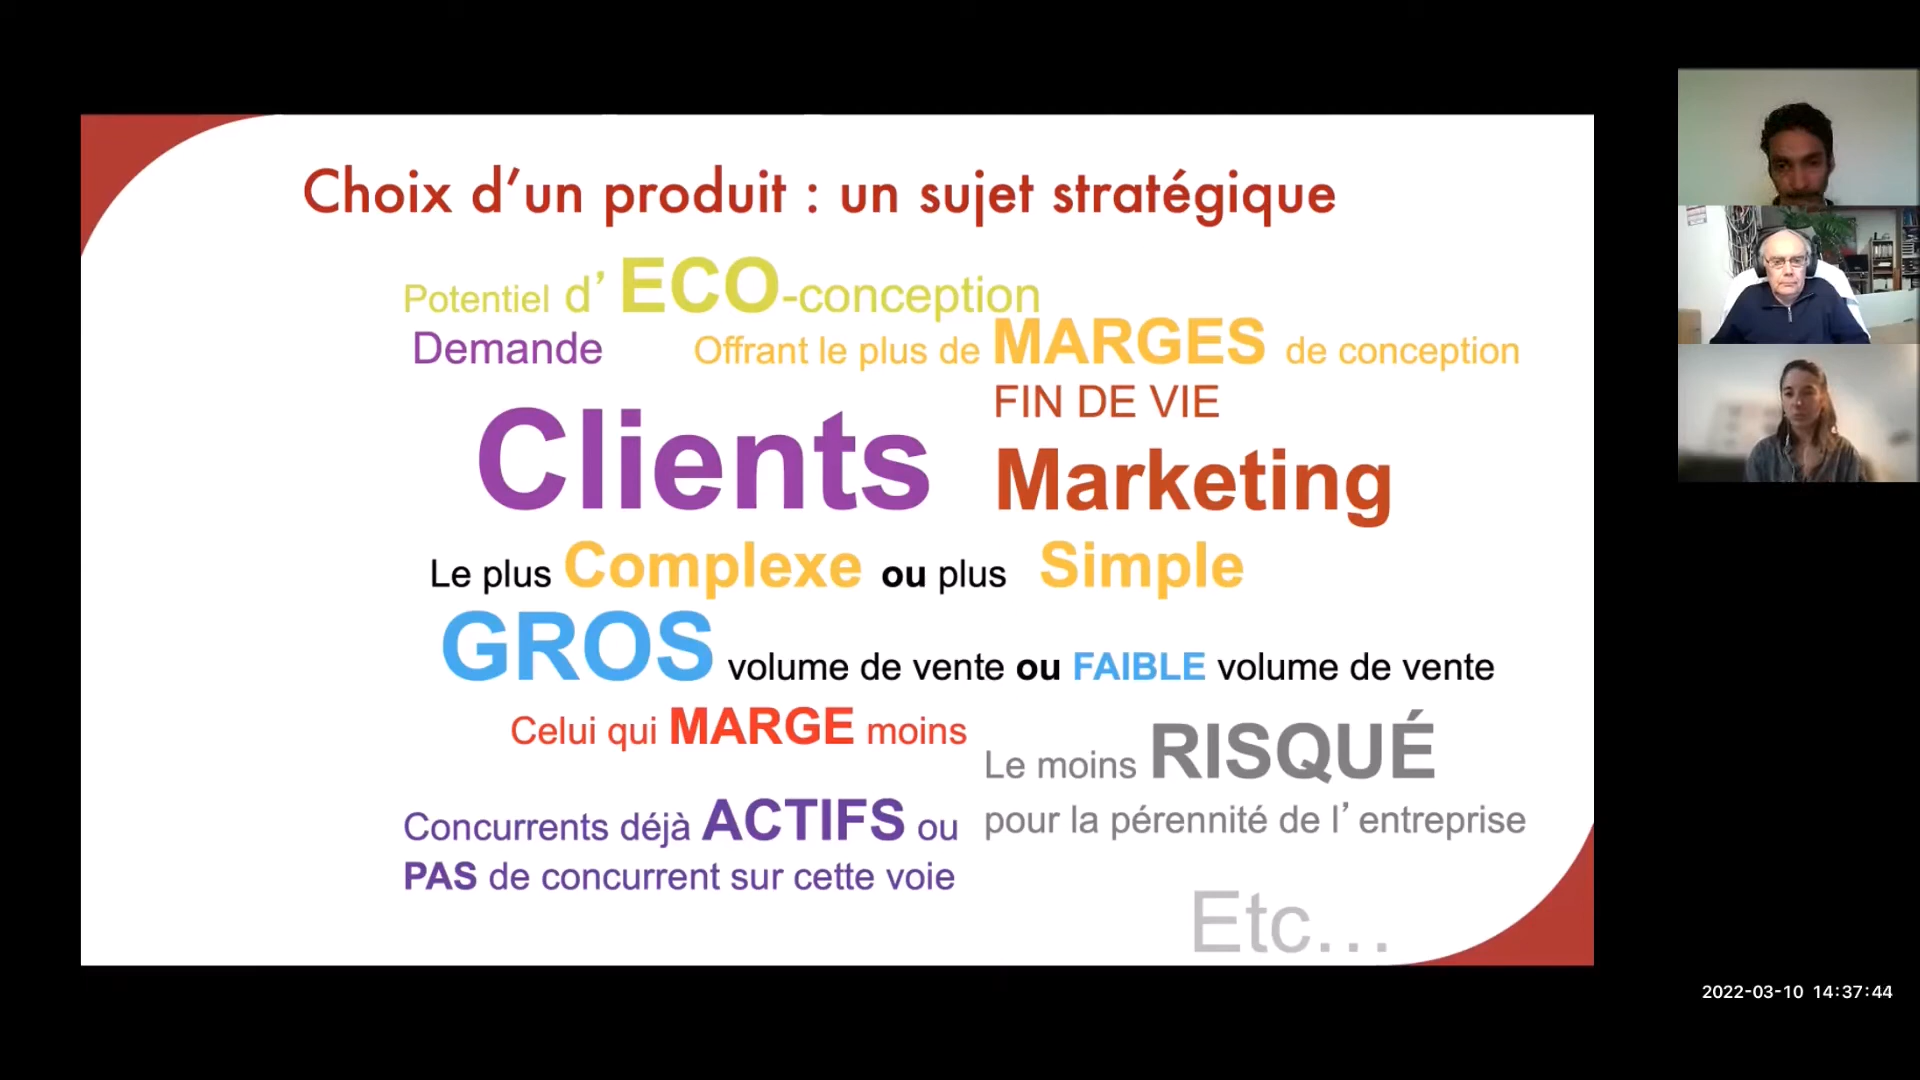 Choix d’un produit : un sujet stratégique
Potentiel d’ ECO-conception
Demande
Offrant le plus de MARGES de conception
FIN DE VIE
Clients
Marketing
Le plus Complexe ou plus Simple
GROS volume de vente ou FAIBLE volume de vente
Celui qui MARGE moins
Le moins RISQUÉ
pour la pérennité de l’ entreprise
Concurrents déjà ACTIFS ou
PAS de concurrent sur cette voie
Etc…
2022-03-10 14:37:44